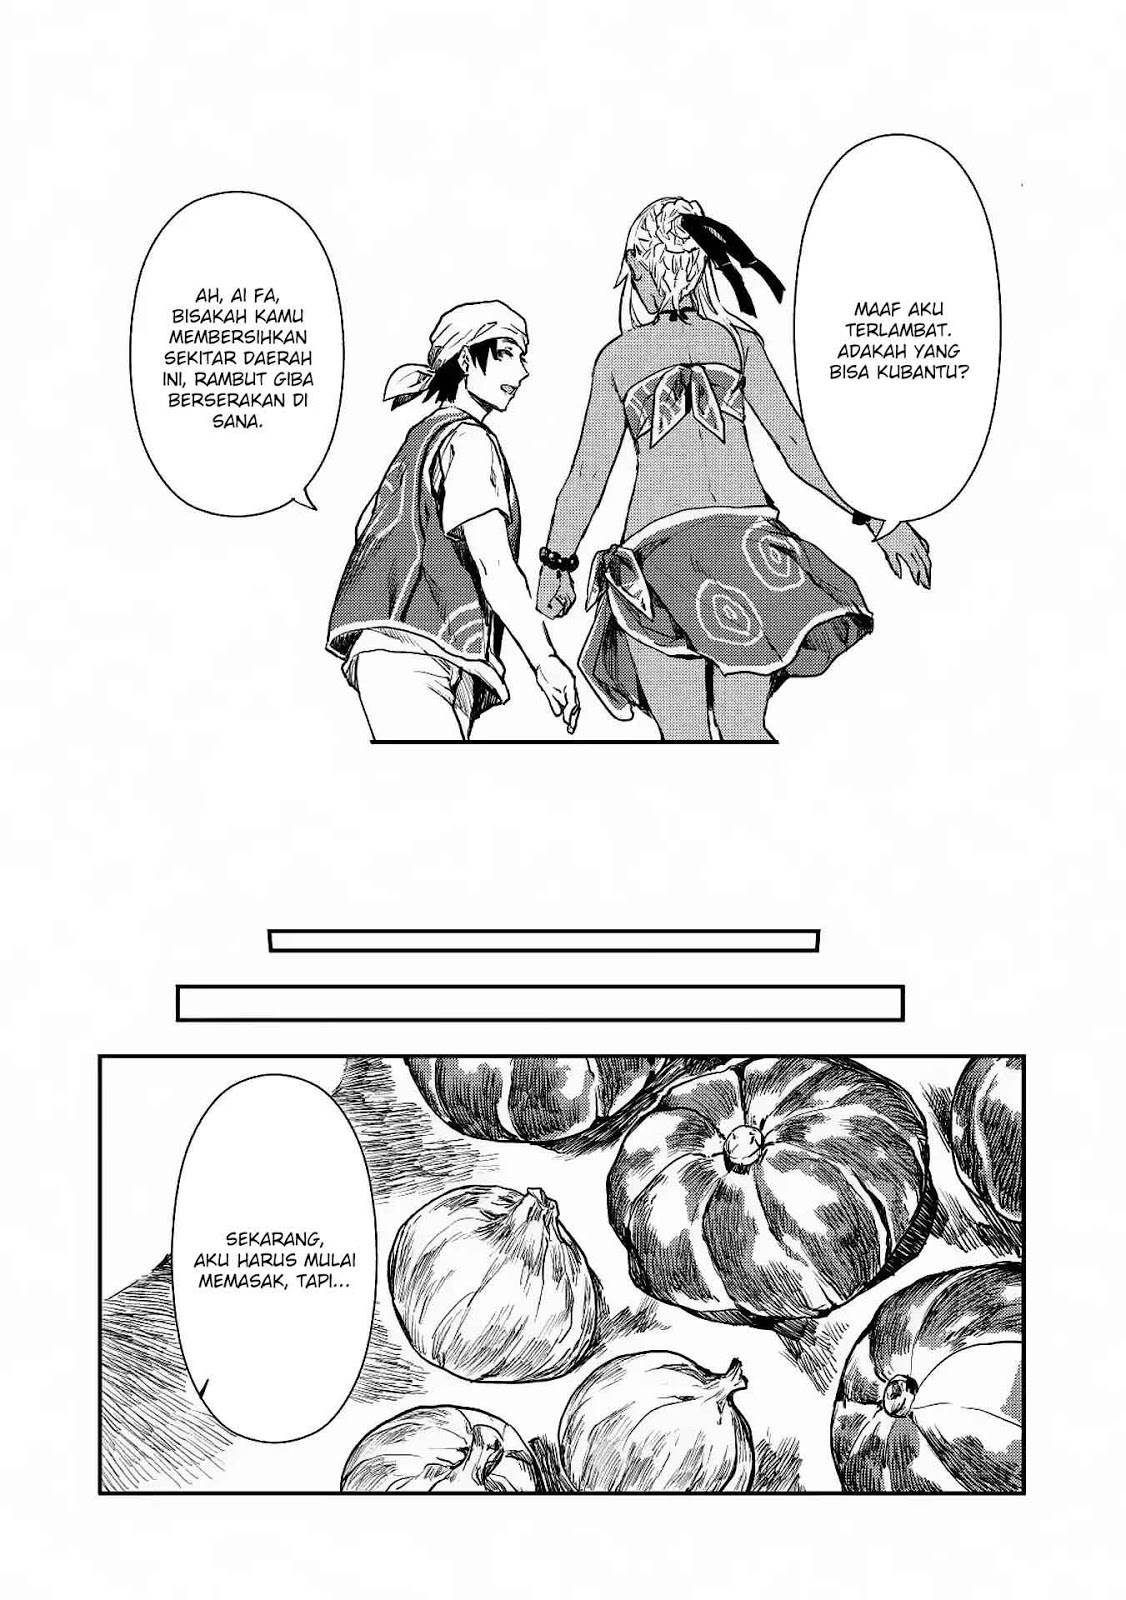 MAAF AKU
TERLAMBAT.
ADAKAH YANG
BISA KUBANTU?
AH, AI FA,
BISAKAH KAMU
MEMBERSIHKAN
SEKITAR DAERAH
INI, RAMBUT GIBA
BERSERAKAN DI
SANA.
SEKARANG,
AKU HARUS MULAI
MEMASAK, TAPI...